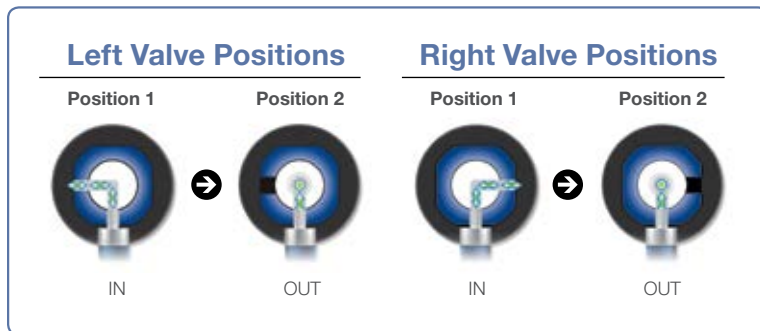 Left Valve Positions
Right Valve Positions
Position 1
Position 2
Position 1
Position 2
IN
OUT
IN
OUT